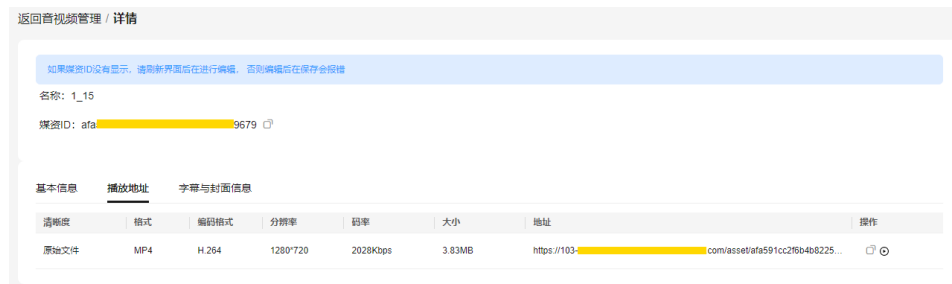 返回音视频管理 / 详情
如果媒资ID没有显示，请刷新界面后在进行编辑，否则编辑后在保存会报错
名称：1_15
媒资ID：afa 9679
基本信息 播放地址 字幕与封面信息
清晰度 格式 编码格式 分辨率 码率 大小 地址 操作
原始文件 MP4 H.264 1280*720 2028Kbps 3.83MB https://103- com/asset/afa591cc2f6b4b8225...